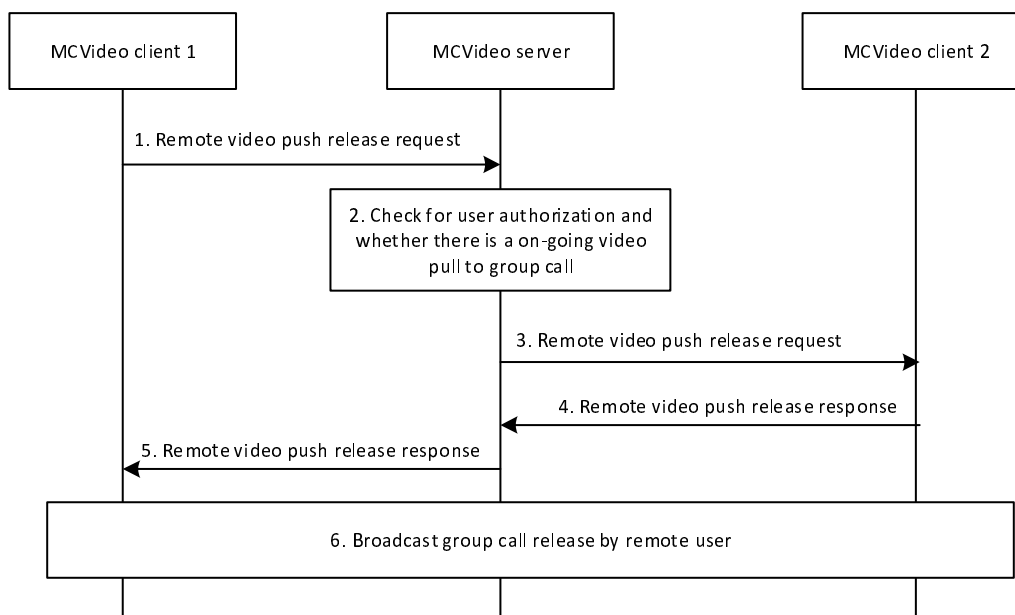 MCVideo client 1
MCVideo server
MCVideo client 2
1. Remote video push release request
2. Check for user authorization and
whether there is a on-going video
pull to group call
3. Remote video push release request
4. Remote video push release response
5. Remote video push release response
6. Broadcast group call release by remote user